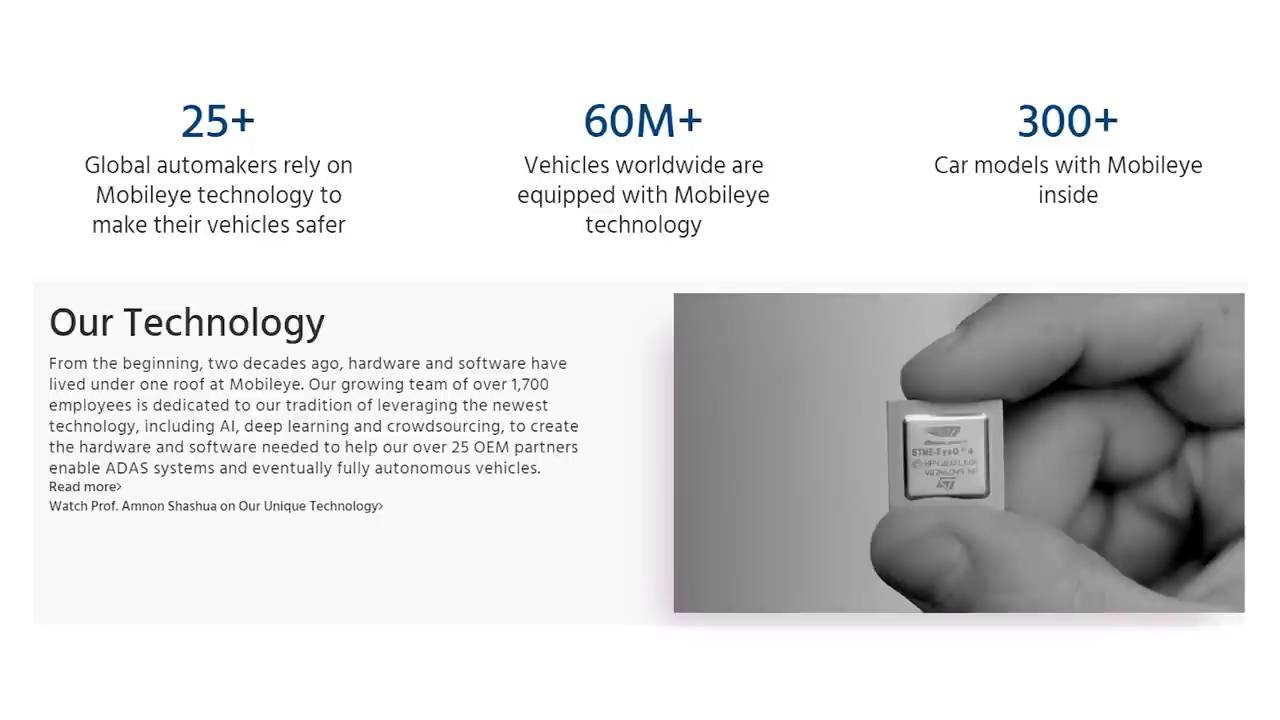 25+
Global automakers rely on
Mobileye technology to
make their vehicles safer
60M+
Vehicles worldwide are
equipped with Mobileye
technology
300+
Car models with Mobileye
inside
Our Technology
From the beginning, two decades ago, hardware and software have
lived under one roof at Mobileye. Our growing team of over 1,700
employees is dedicated to our tradition of leveraging the newest
technology, including AI, deep learning and crowdsourcing, to create
the hardware and software needed to help our over 25 OEM partners
enable ADAS systems and eventually fully autonomous vehicles.
Read more>
Watch Prof. Amnon Shashua on Our Unique Technology>